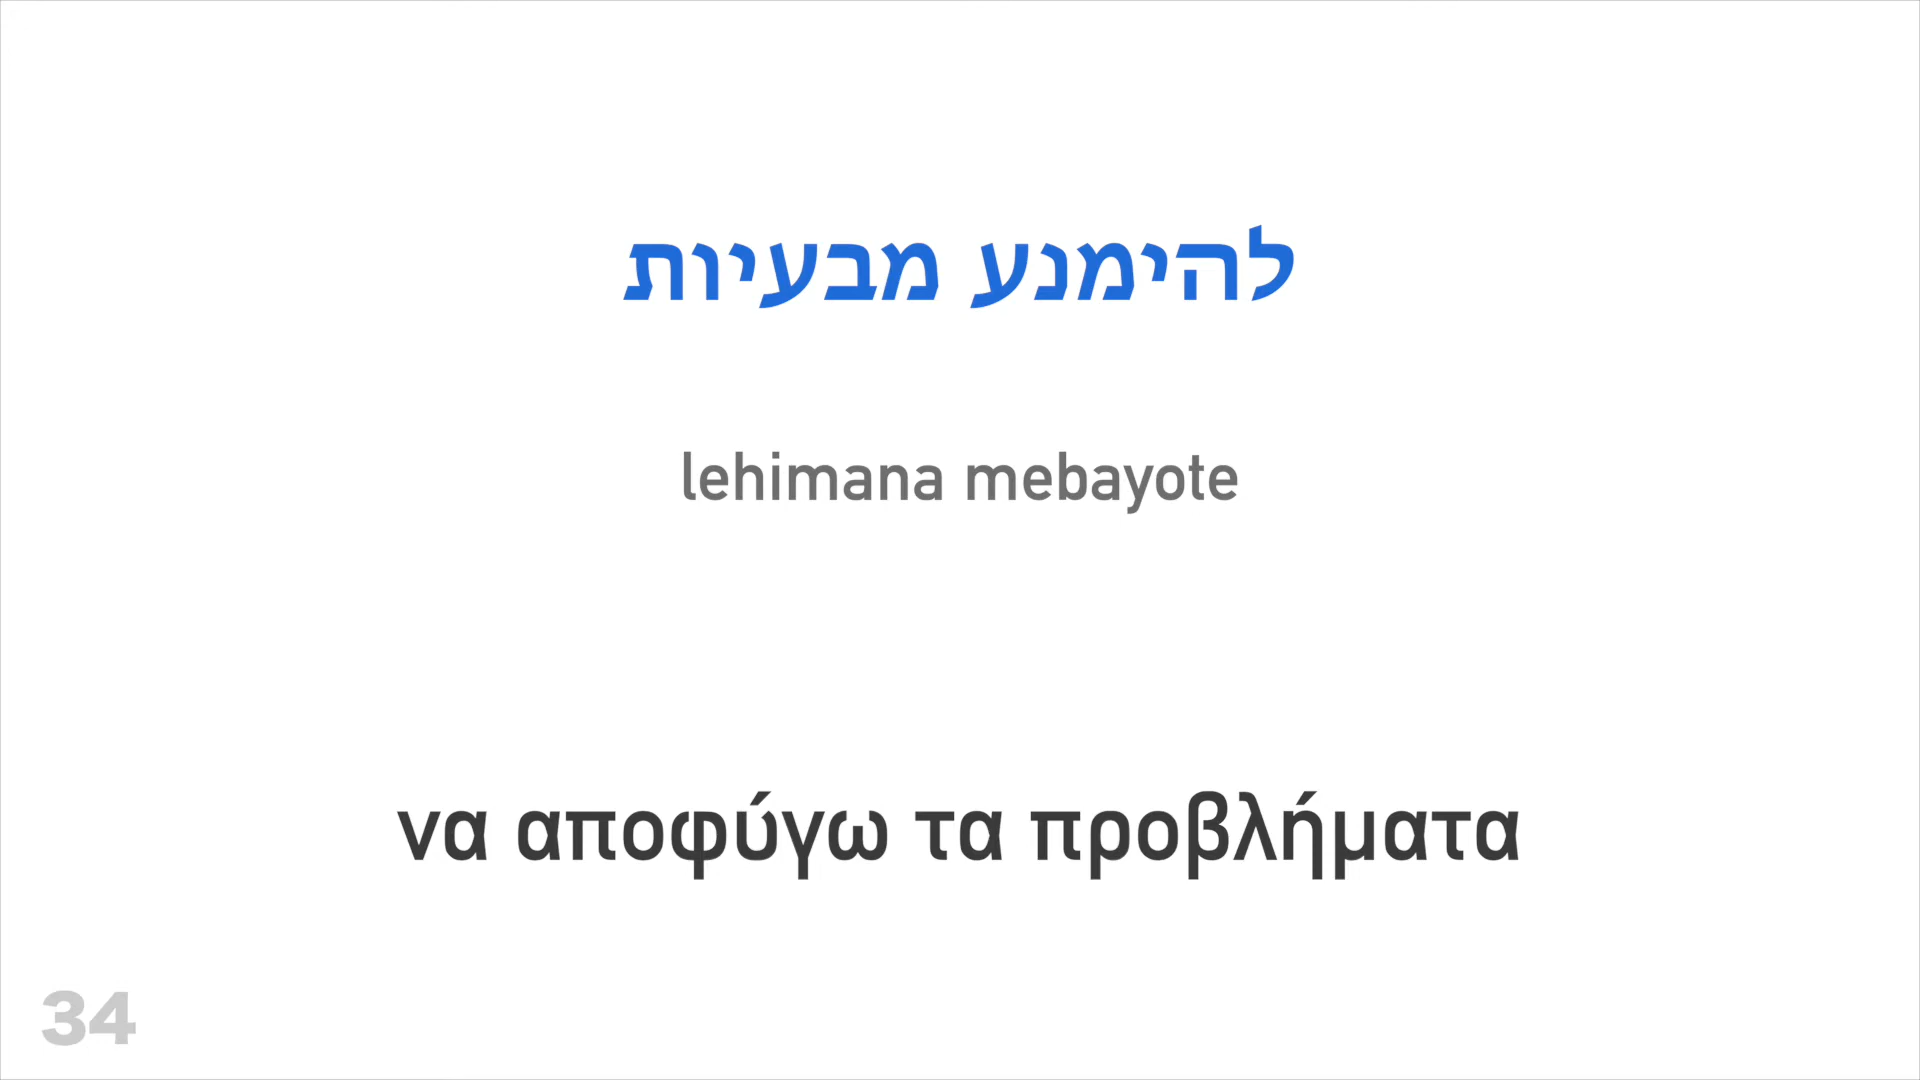 להימנע מבעיות
lehimana mebayote
να αποφύγω τα προβλήματα
34